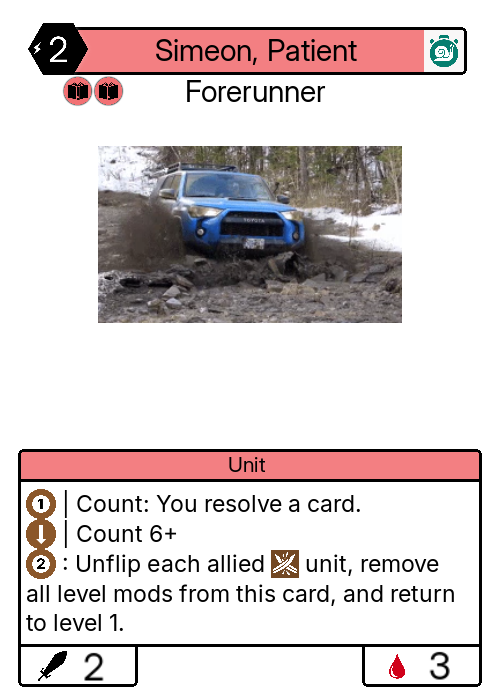 2 Simeon, Patient
Forerunner
TOYOTA
Unit
1 | Count: You resolve a card.
| Count 6+
2 : Unflip each allied unit, remove
all level mods from this card, and return
to level 1.
2 3